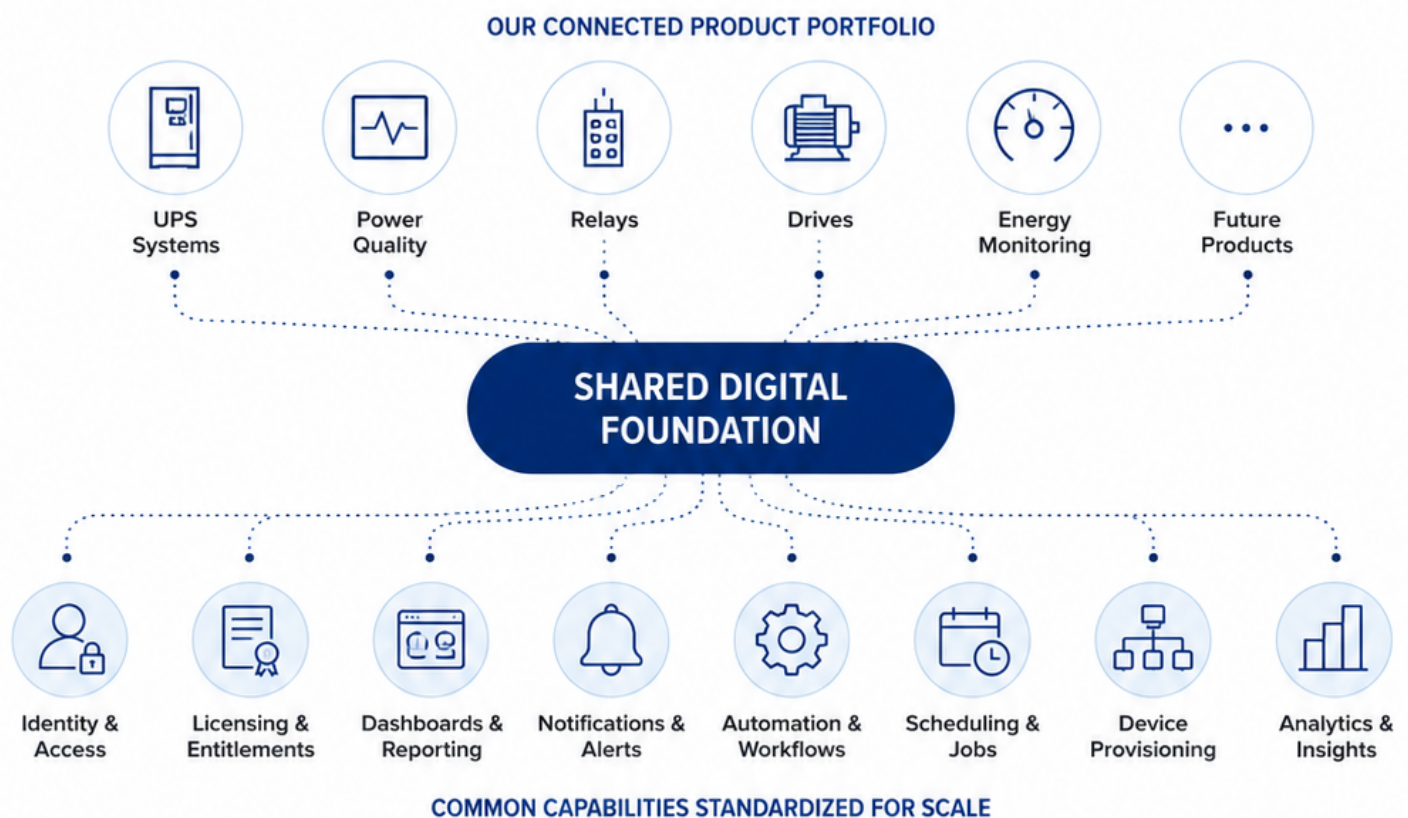 OUR CONNECTED PRODUCT PORTFOLIO
UPS
Systems
Power
Quality
Relays
Drives
Energy
Monitoring
Future
Products
SHARED DIGITAL
FOUNDATION
Identity &
Access
Licensing &
Entitlements
Dashboards &
Reporting
Notifications &
Alerts
Automation &
Workflows
Scheduling &
Jobs
Device
Provisioning
Analytics &
Insights
COMMON CAPABILITIES STANDARDIZED FOR SCALE